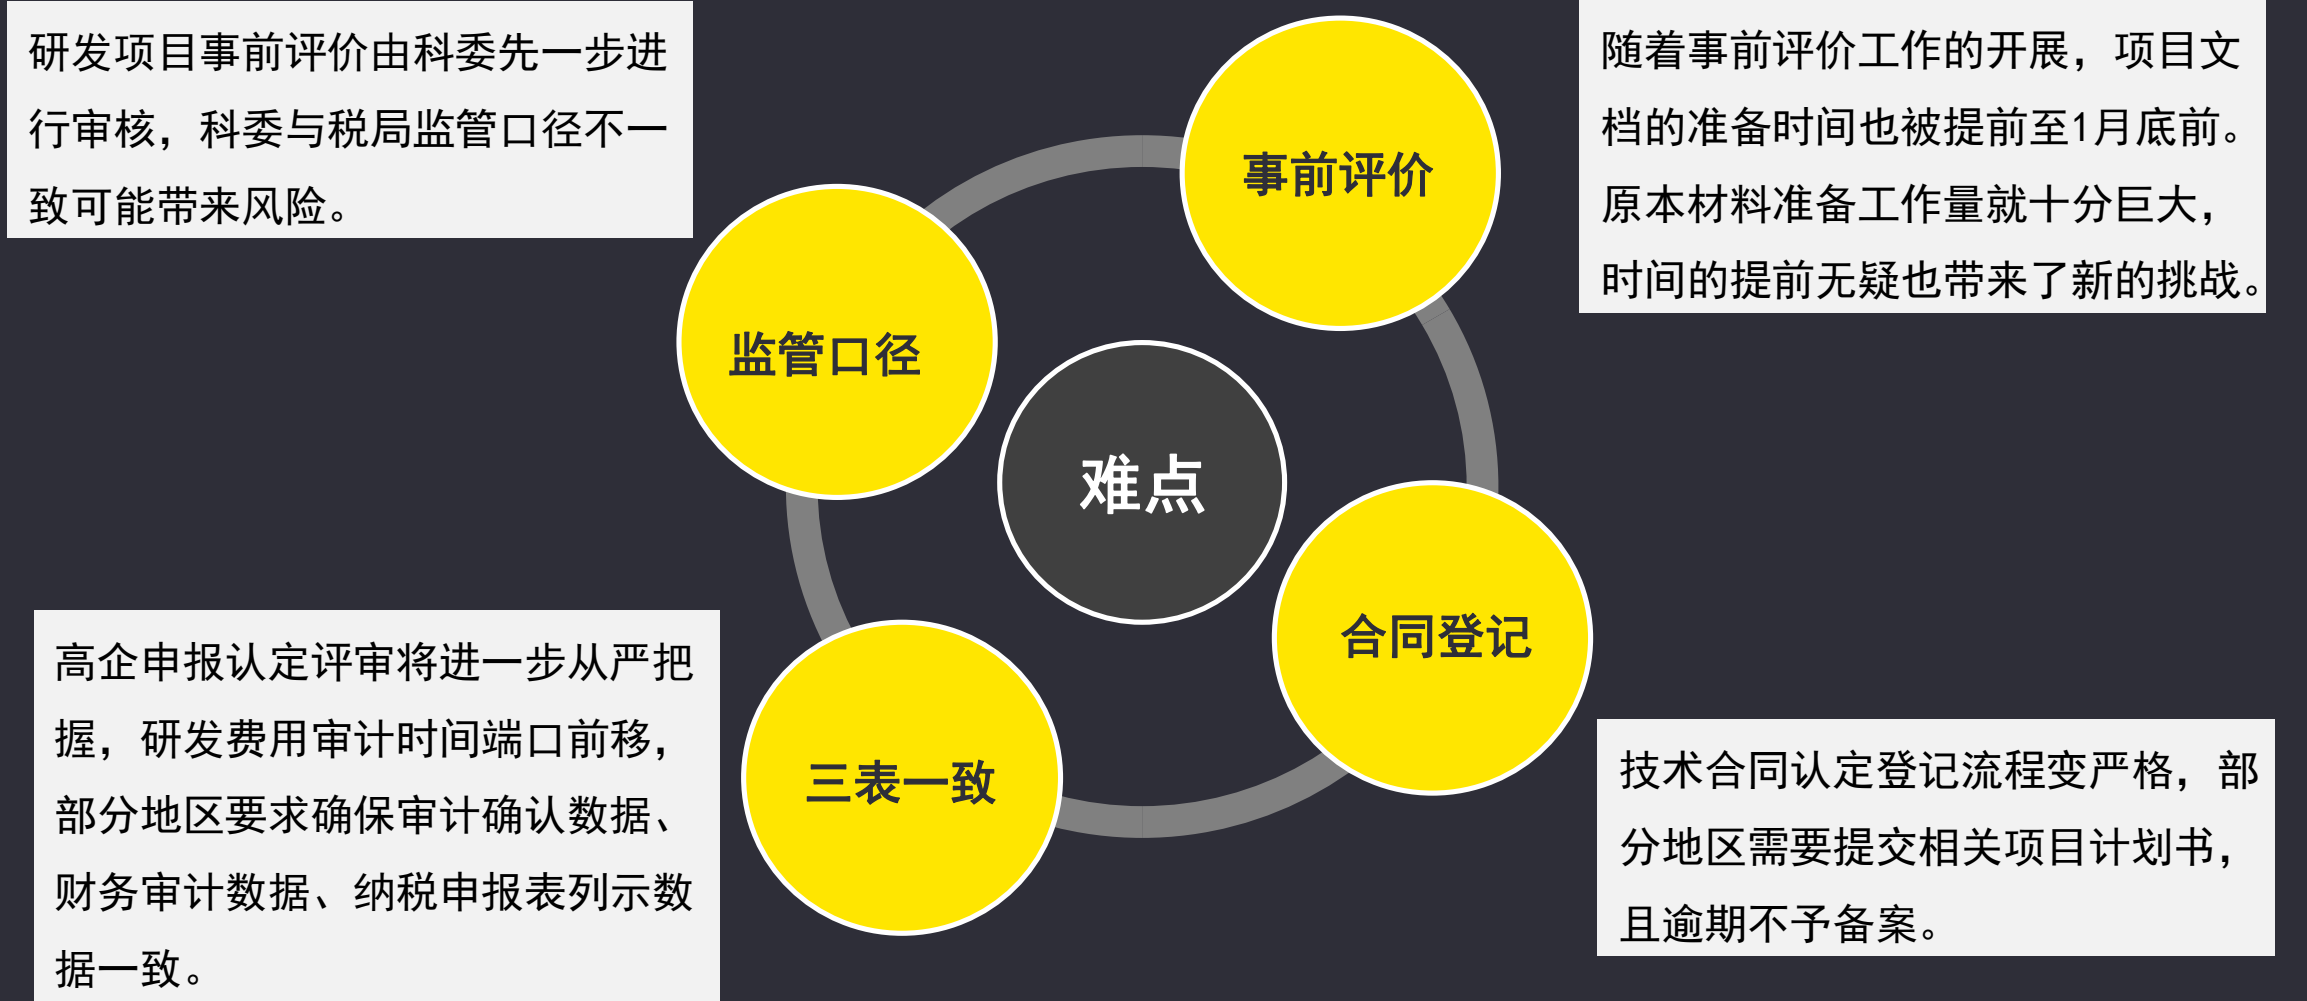 研发项目事前评价由科委先一步进
行审核，科委与税局监管口径不一
致可能带来风险。
监管口径
事前评价
随着事前评价工作的开展，项目文
档的准备时间也被提前至1月底前。
原本材料准备工作量就十分巨大，
时间的提前无疑也带来了新的挑战。
难点
高企申报认定评审将进一步从严把
握，研发费用审计时间端口前移，
部分地区要求确保审计确认数据、
财务审计数据、纳税申报表列示数
据一致。
三表一致
合同登记
技术合同认定登记流程变严格，部
分地区需要提交相关项目计划书，
且逾期不予备案。